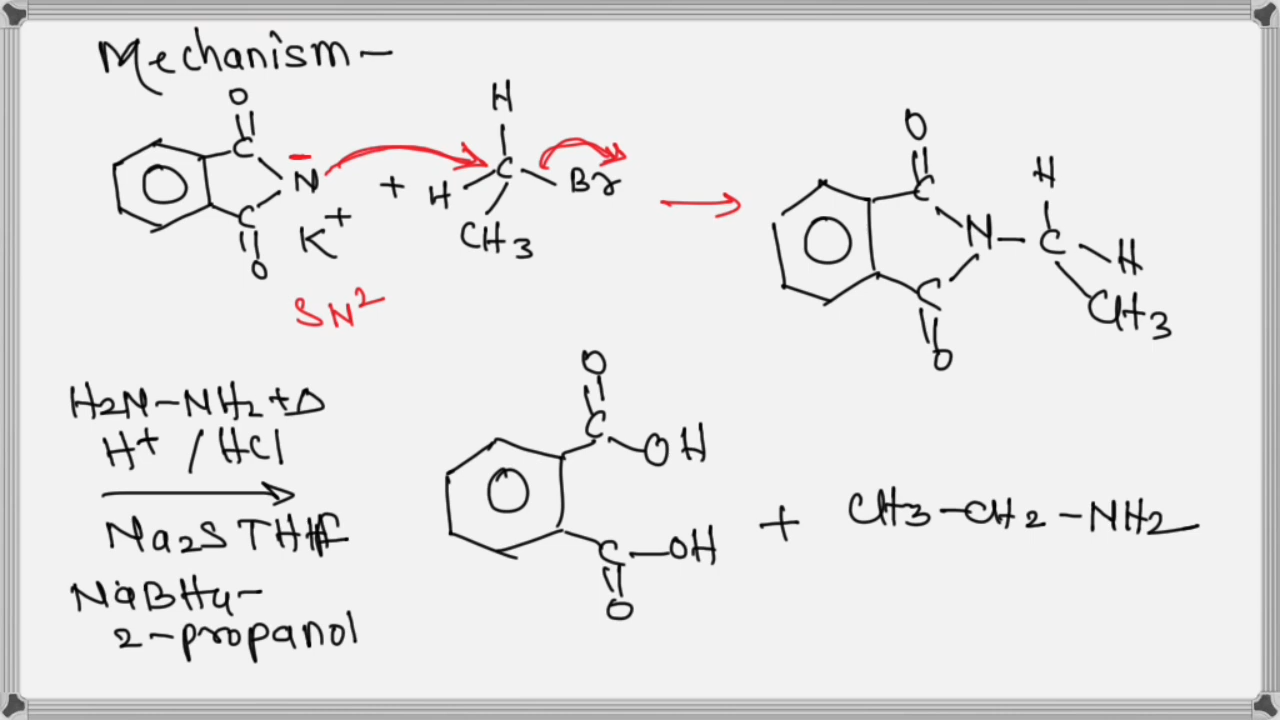 Mechanism-
O
C
N
-
K+
C
O
+
H
H
C
Br
CH3
SN2
O
C
N
C
O
H
C
H
CH3
H2N-NH2+Δ
H+ / HCl
Na2S THF
NaBH4-
2-propanol
O
C
OH
C
OH
O
+
CH3-CH2-NH2